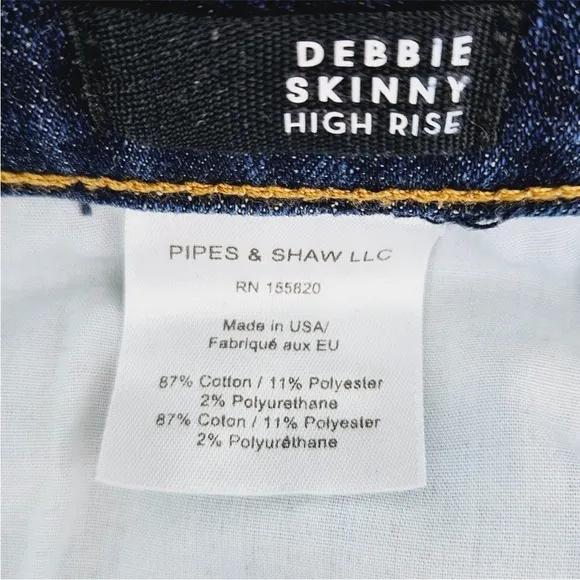 DEBBIE
SKINNY
HIGH RISE
PIPES & SHAW LLC
RN 155820
Made in USA/
Fabriqué aux EU
87% Cotton / 11% Polyester
2% Polyurethane
87% Coton / 11% Polyester
2% Polyuréthane